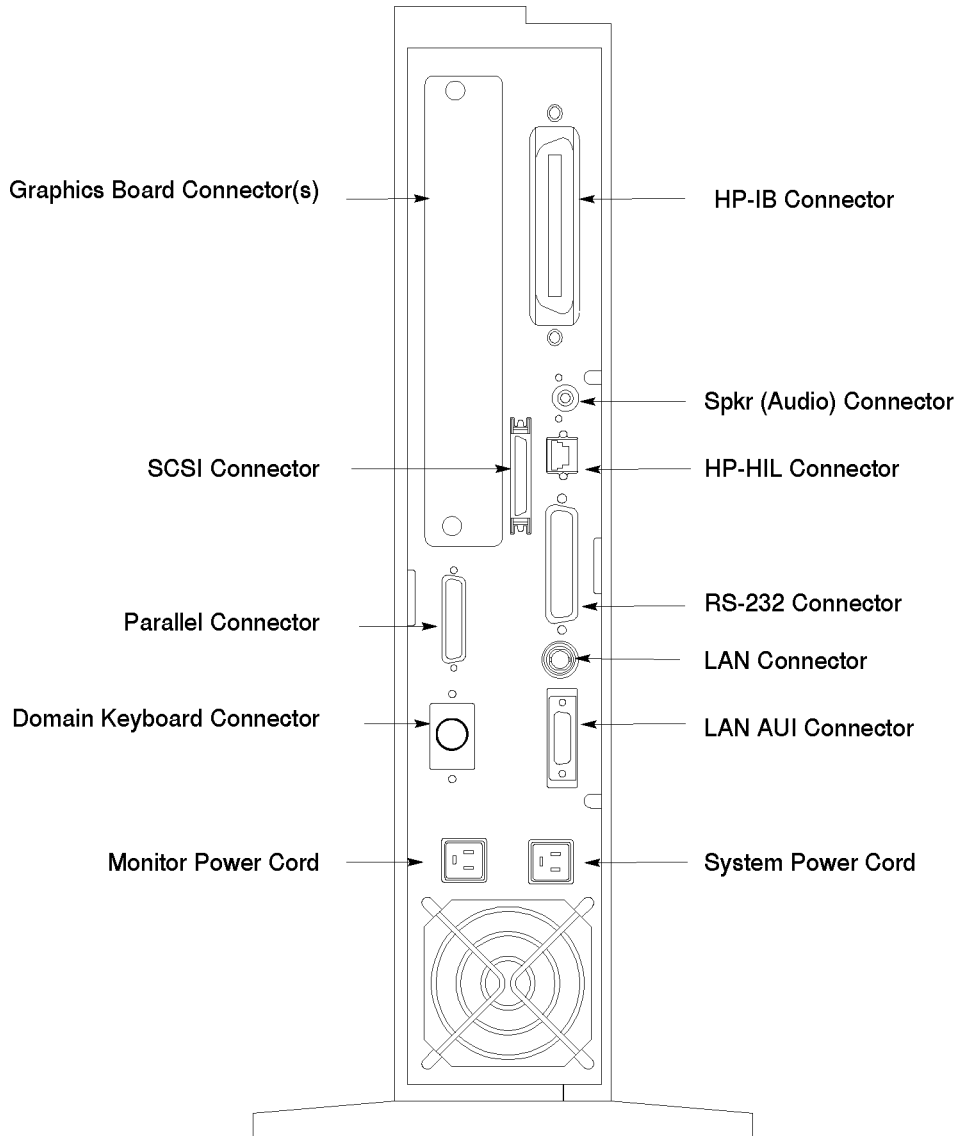 Graphics Board Connector(s)
HP-IB Connector
Spkr (Audio) Connector
SCSI Connector
HP-HIL Connector
RS-232 Connector
Parallel Connector
LAN Connector
Domain Keyboard Connector
LAN AUI Connector
Monitor Power Cord
System Power Cord